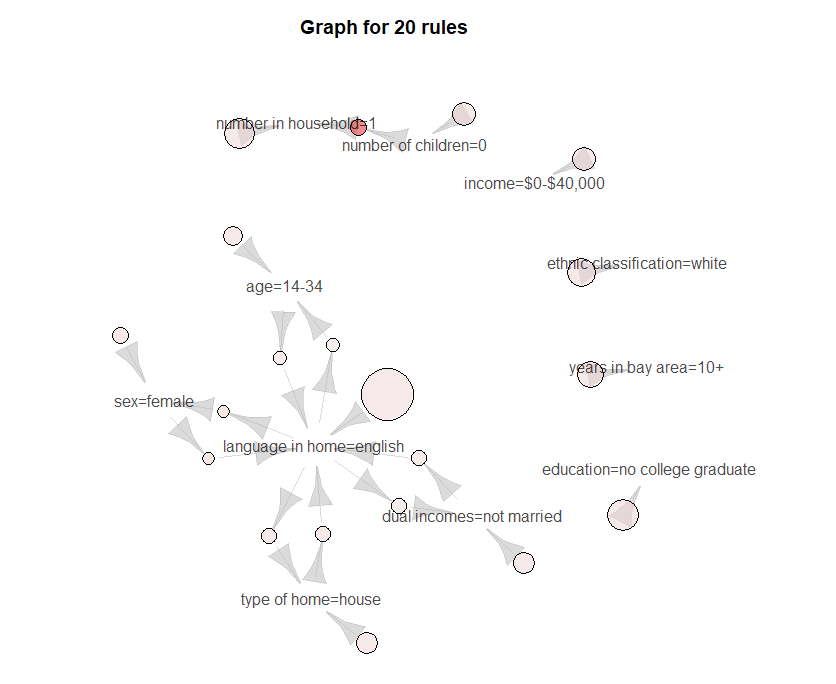 Graph for 20 rules
number in household=1
number of children=0
income=$0-$40,000
ethnic classification=white
age=14-34
years in bay area=10+
sex=female
language in home=english
education=no college graduate
dual incomes=not married
type of home=house